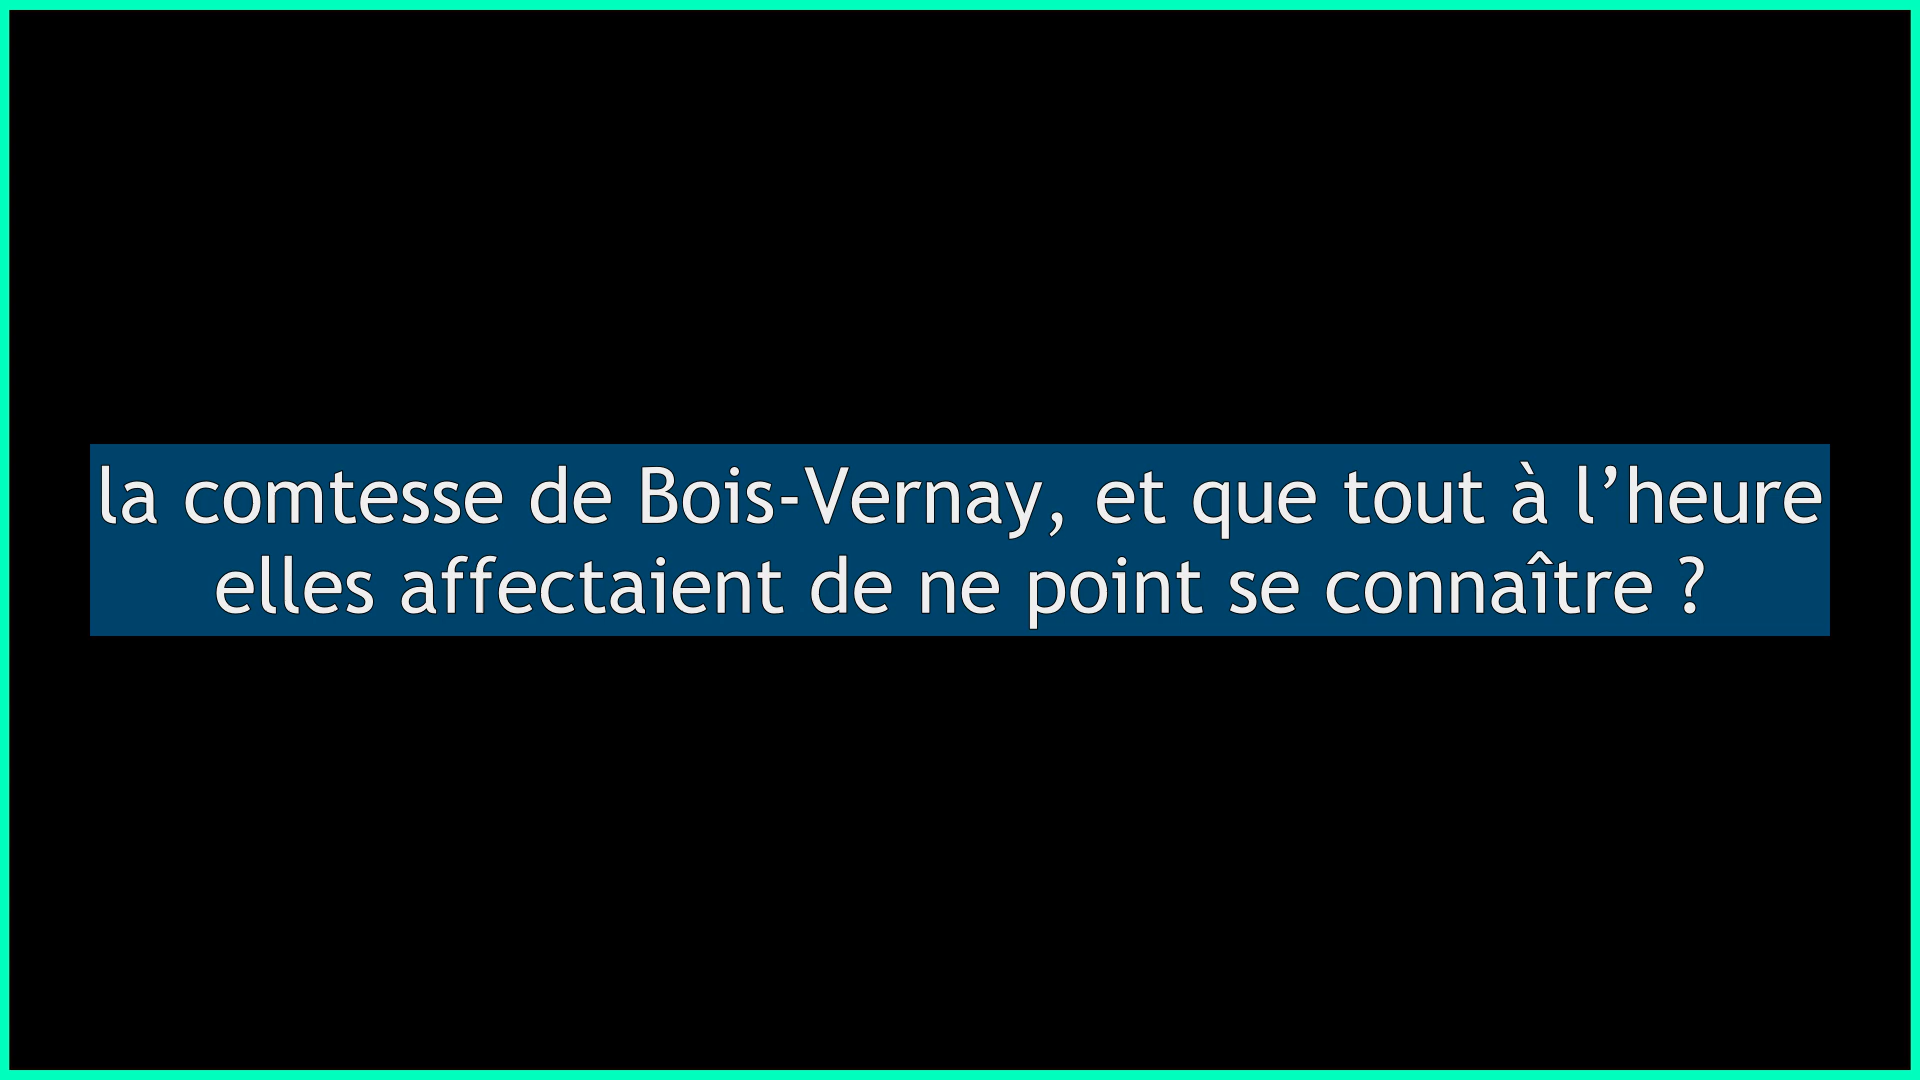 la comtesse de Bois-Vernay, et que tout à l’heure
elles affectaient de ne point se connaître ?